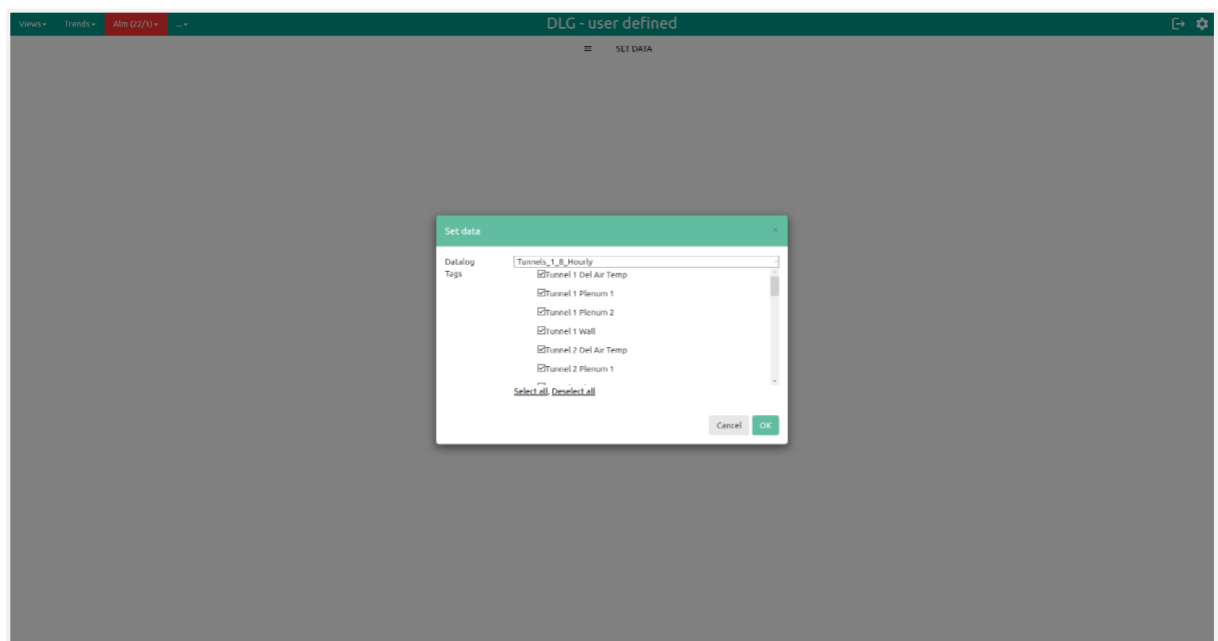 Views Trends Alm (22/1) ... DLG - user defined
SET DATA
Set data ×
Datalog Tunnels_1_8_Hourly
Tags Tunnel 1 Del Air Temp
Tunnel 1 Plenum 1
Tunnel 1 Plenum 2
Tunnel 1 Wall
Tunnel 2 Del Air Temp
Tunnel 2 Plenum 1
Select all, Deselect all
Cancel OK